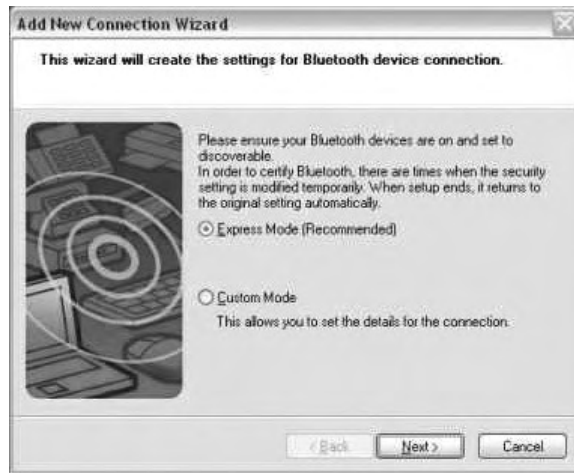 Add New Connection Wizard
This wizard will create the settings for Bluetooth device connection.
Please ensure your Bluetooth devices are on and set to
discoverable.
In order to certify Bluetooth, there are times when the security
setting is modified temporarily. When setup ends, it returns to
the original setting automatically.
Express Mode (Recommended)
Custom Mode
This allows you to set the details for the connection.
< Back Next > Cancel